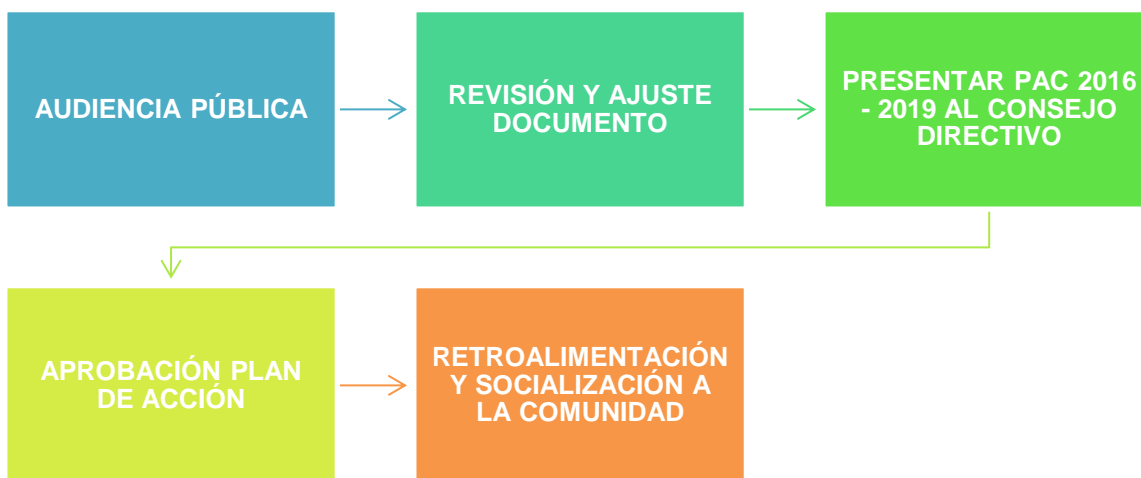 AUDIENCIA PÚBLICA
REVISIÓN Y AJUSTE
DOCUMENTO
PRESENTAR PAC 2016
- 2019 AL CONSEJO
DIRECTIVO
APROBACIÓN PLAN
DE ACCIÓN
RETROALIMENTACIÓN
Y SOCIALIZACIÓN A
LA COMUNIDAD